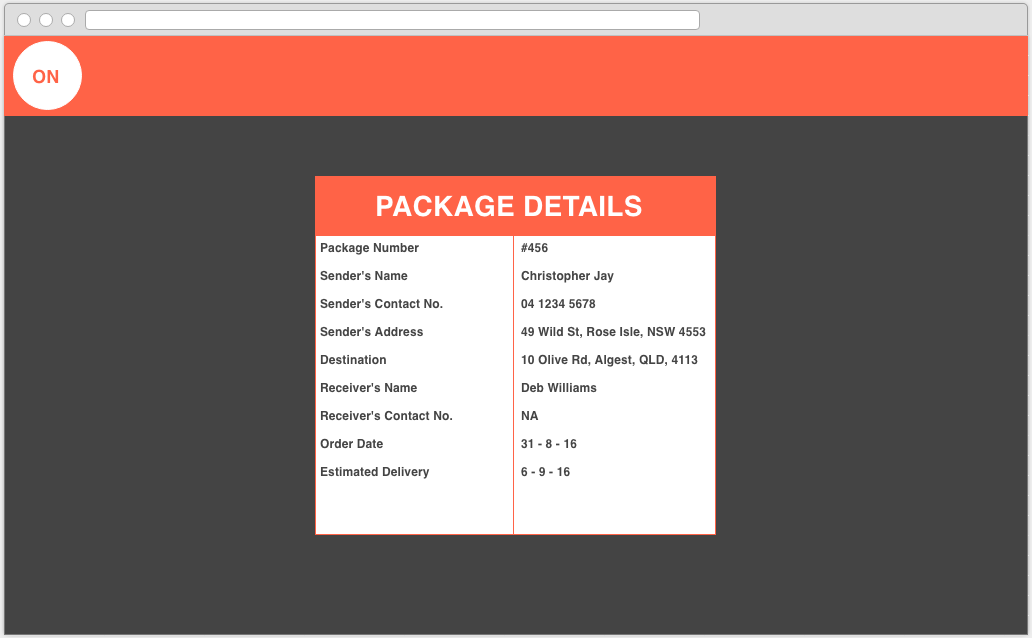 ON
PACKAGE DETAILS
Package Number #456
Sender's Name Christopher Jay
Sender's Contact No. 04 1234 5678
Sender's Address 49 Wild St, Rose Isle, NSW 4553
Destination 10 Olive Rd, Algest, QLD, 4113
Receiver's Name Deb Williams
Receiver's Contact No. NA
Order Date 31 - 8 - 16
Estimated Delivery 6 - 9 - 16